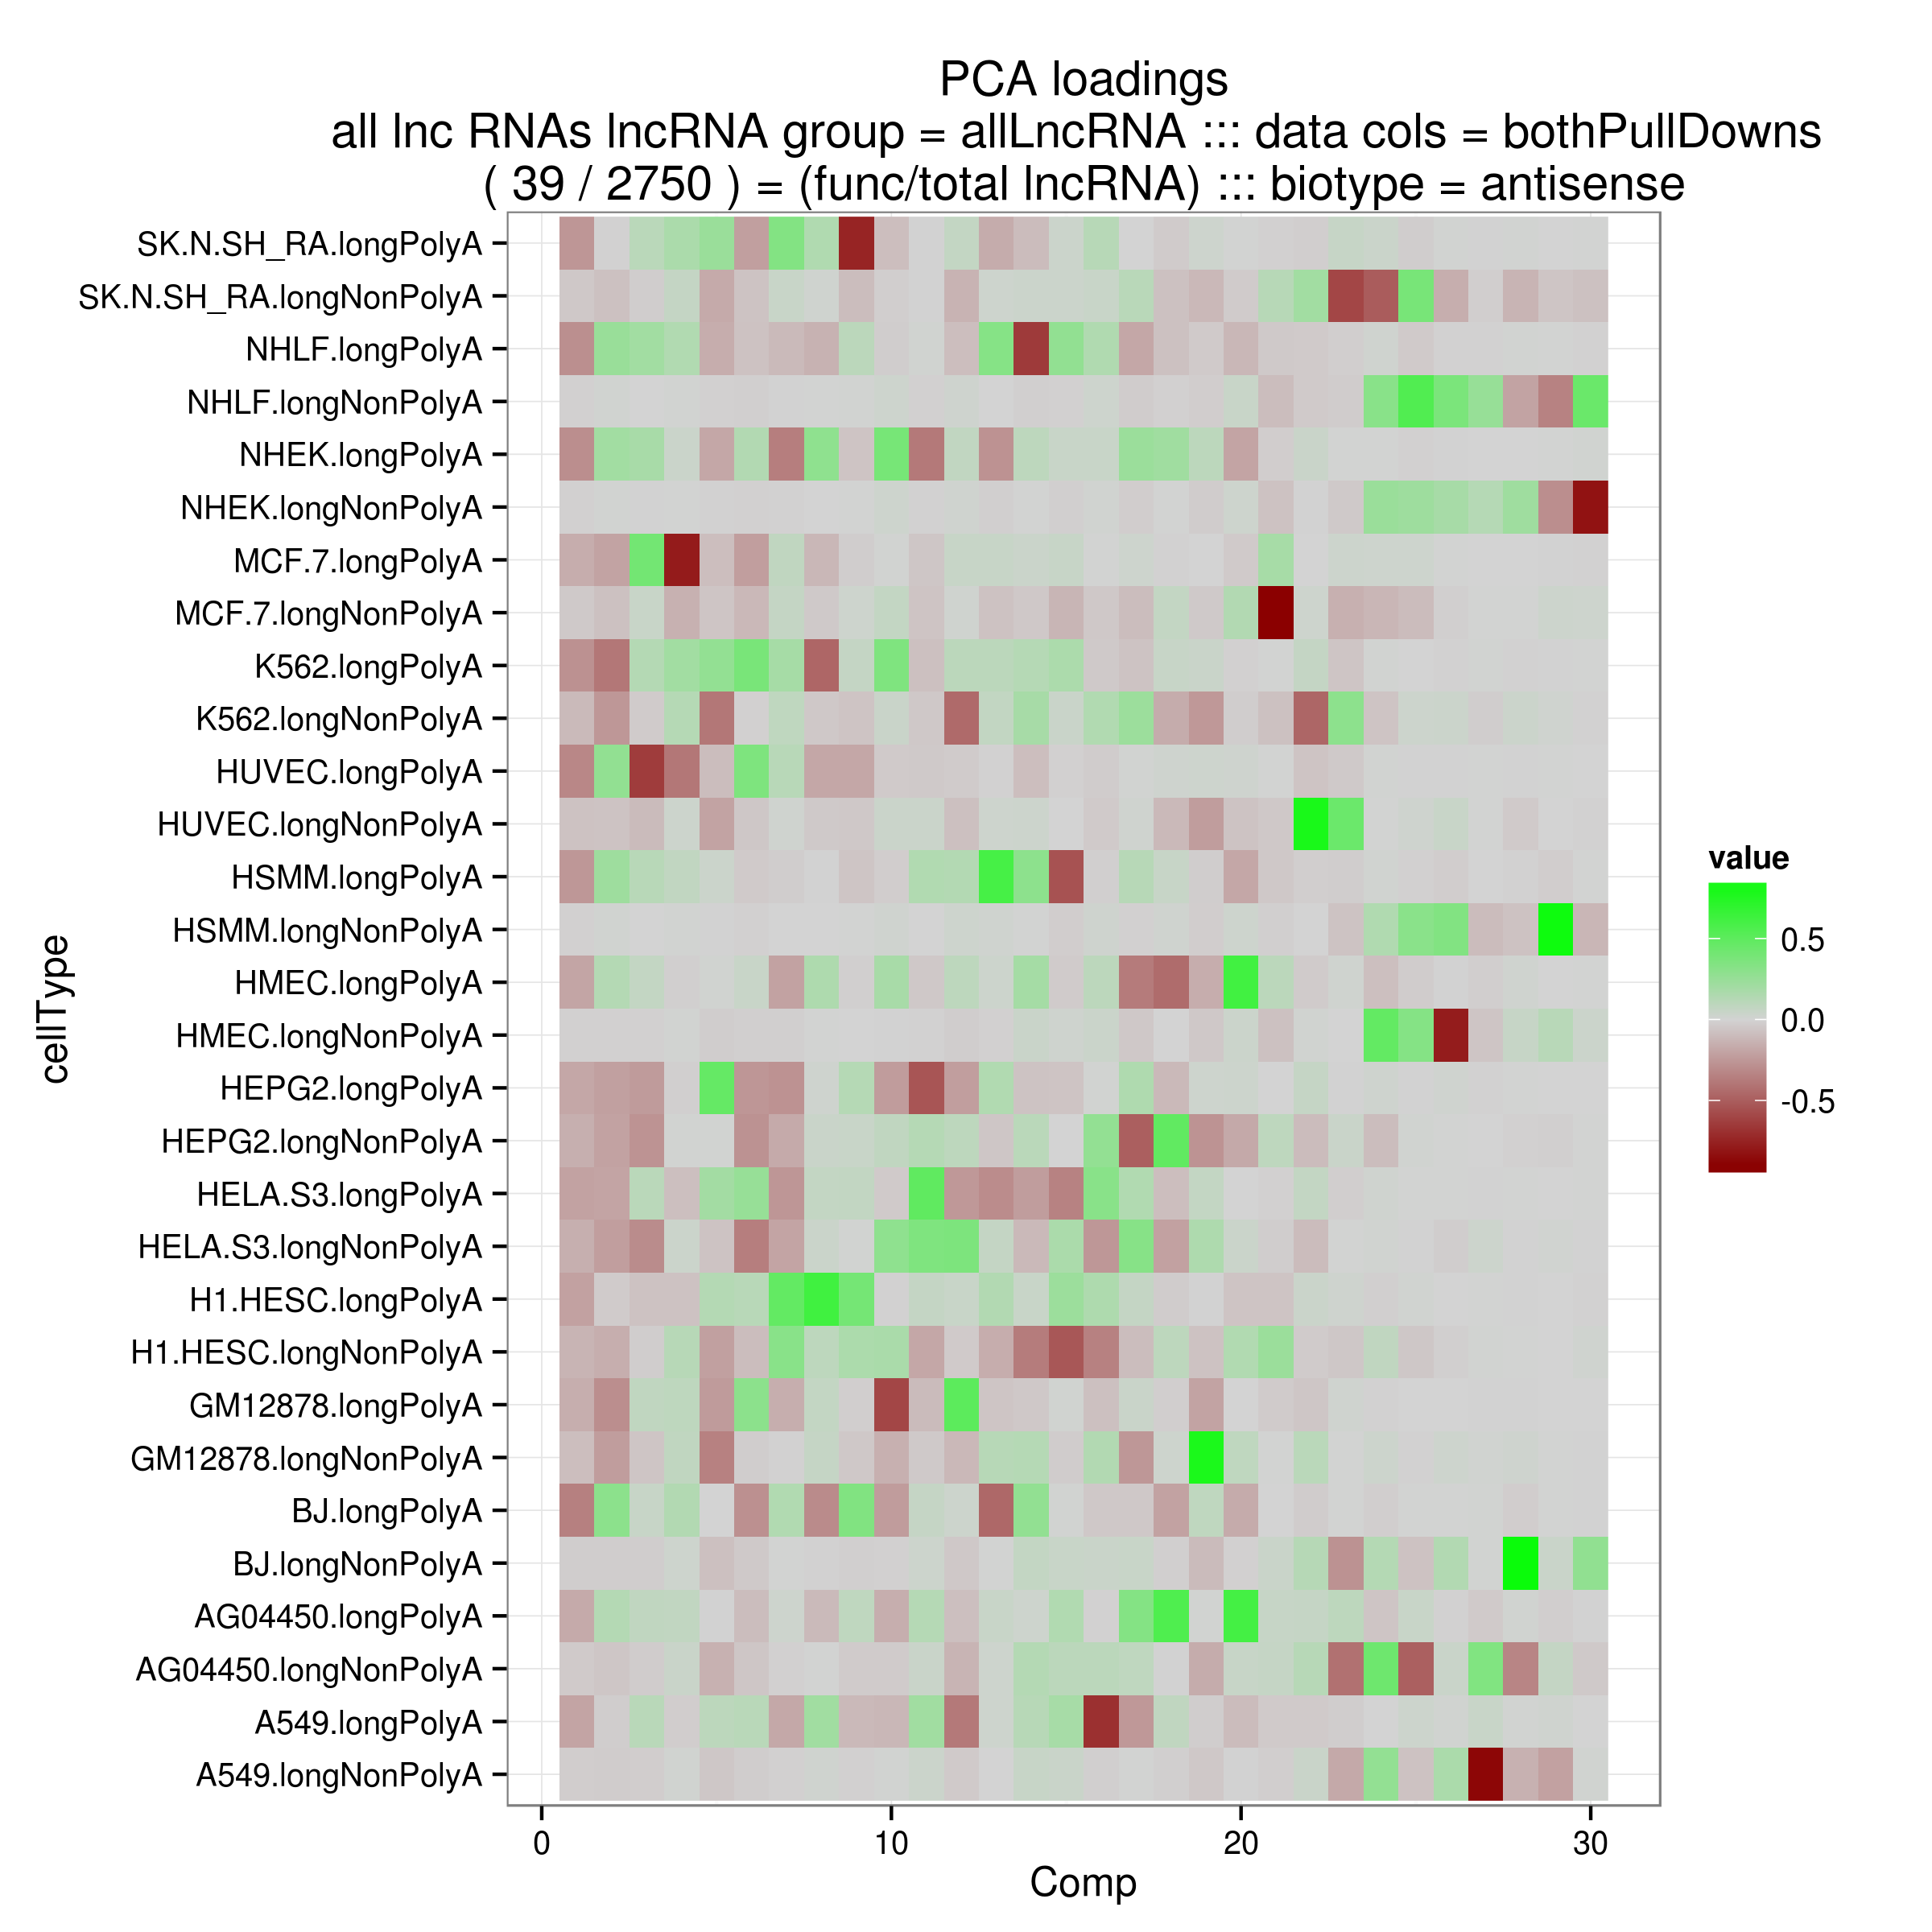 PCA loadings
all lnc RNAs lncRNA group = allLncRNA ::: data cols = bothPullDowns
( 39 / 2750 ) = (func/total lncRNA) ::: biotype = antisense
SK.N.SH_RA.longPolyA
SK.N.SH_RA.longNonPolyA
NHLF.longPolyA
NHLF.longNonPolyA
NHEK.longPolyA
NHEK.longNonPolyA
MCF.7.longPolyA
MCF.7.longNonPolyA
K562.longPolyA
K562.longNonPolyA
HUVEC.longPolyA
HUVEC.longNonPolyA
HSMM.longPolyA
HSMM.longNonPolyA
HMEC.longPolyA
HMEC.longNonPolyA
HEPG2.longPolyA
HEPG2.longNonPolyA
HELA.S3.longPolyA
HELA.S3.longNonPolyA
H1.HESC.longPolyA
H1.HESC.longNonPolyA
GM12878.longPolyA
GM12878.longNonPolyA
BJ.longPolyA
BJ.longNonPolyA
AG04450.longPolyA
AG04450.longNonPolyA
A549.longPolyA
A549.longNonPolyA
cellType
0 10 20 30
Comp
value
0.5
0.0
-0.5